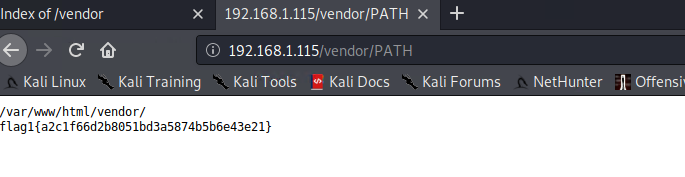 Index of /vendor
192.168.1.115/vendor/PATH
192.168.1.115/vendor/PATH
Kali Linux Kali Training Kali Tools Kali Docs Kali Forums NetHunter Offensiv
/var/www/html/vendor/
flag1{a2c1f66d2b8051bd3a5874b5b6e43e21}